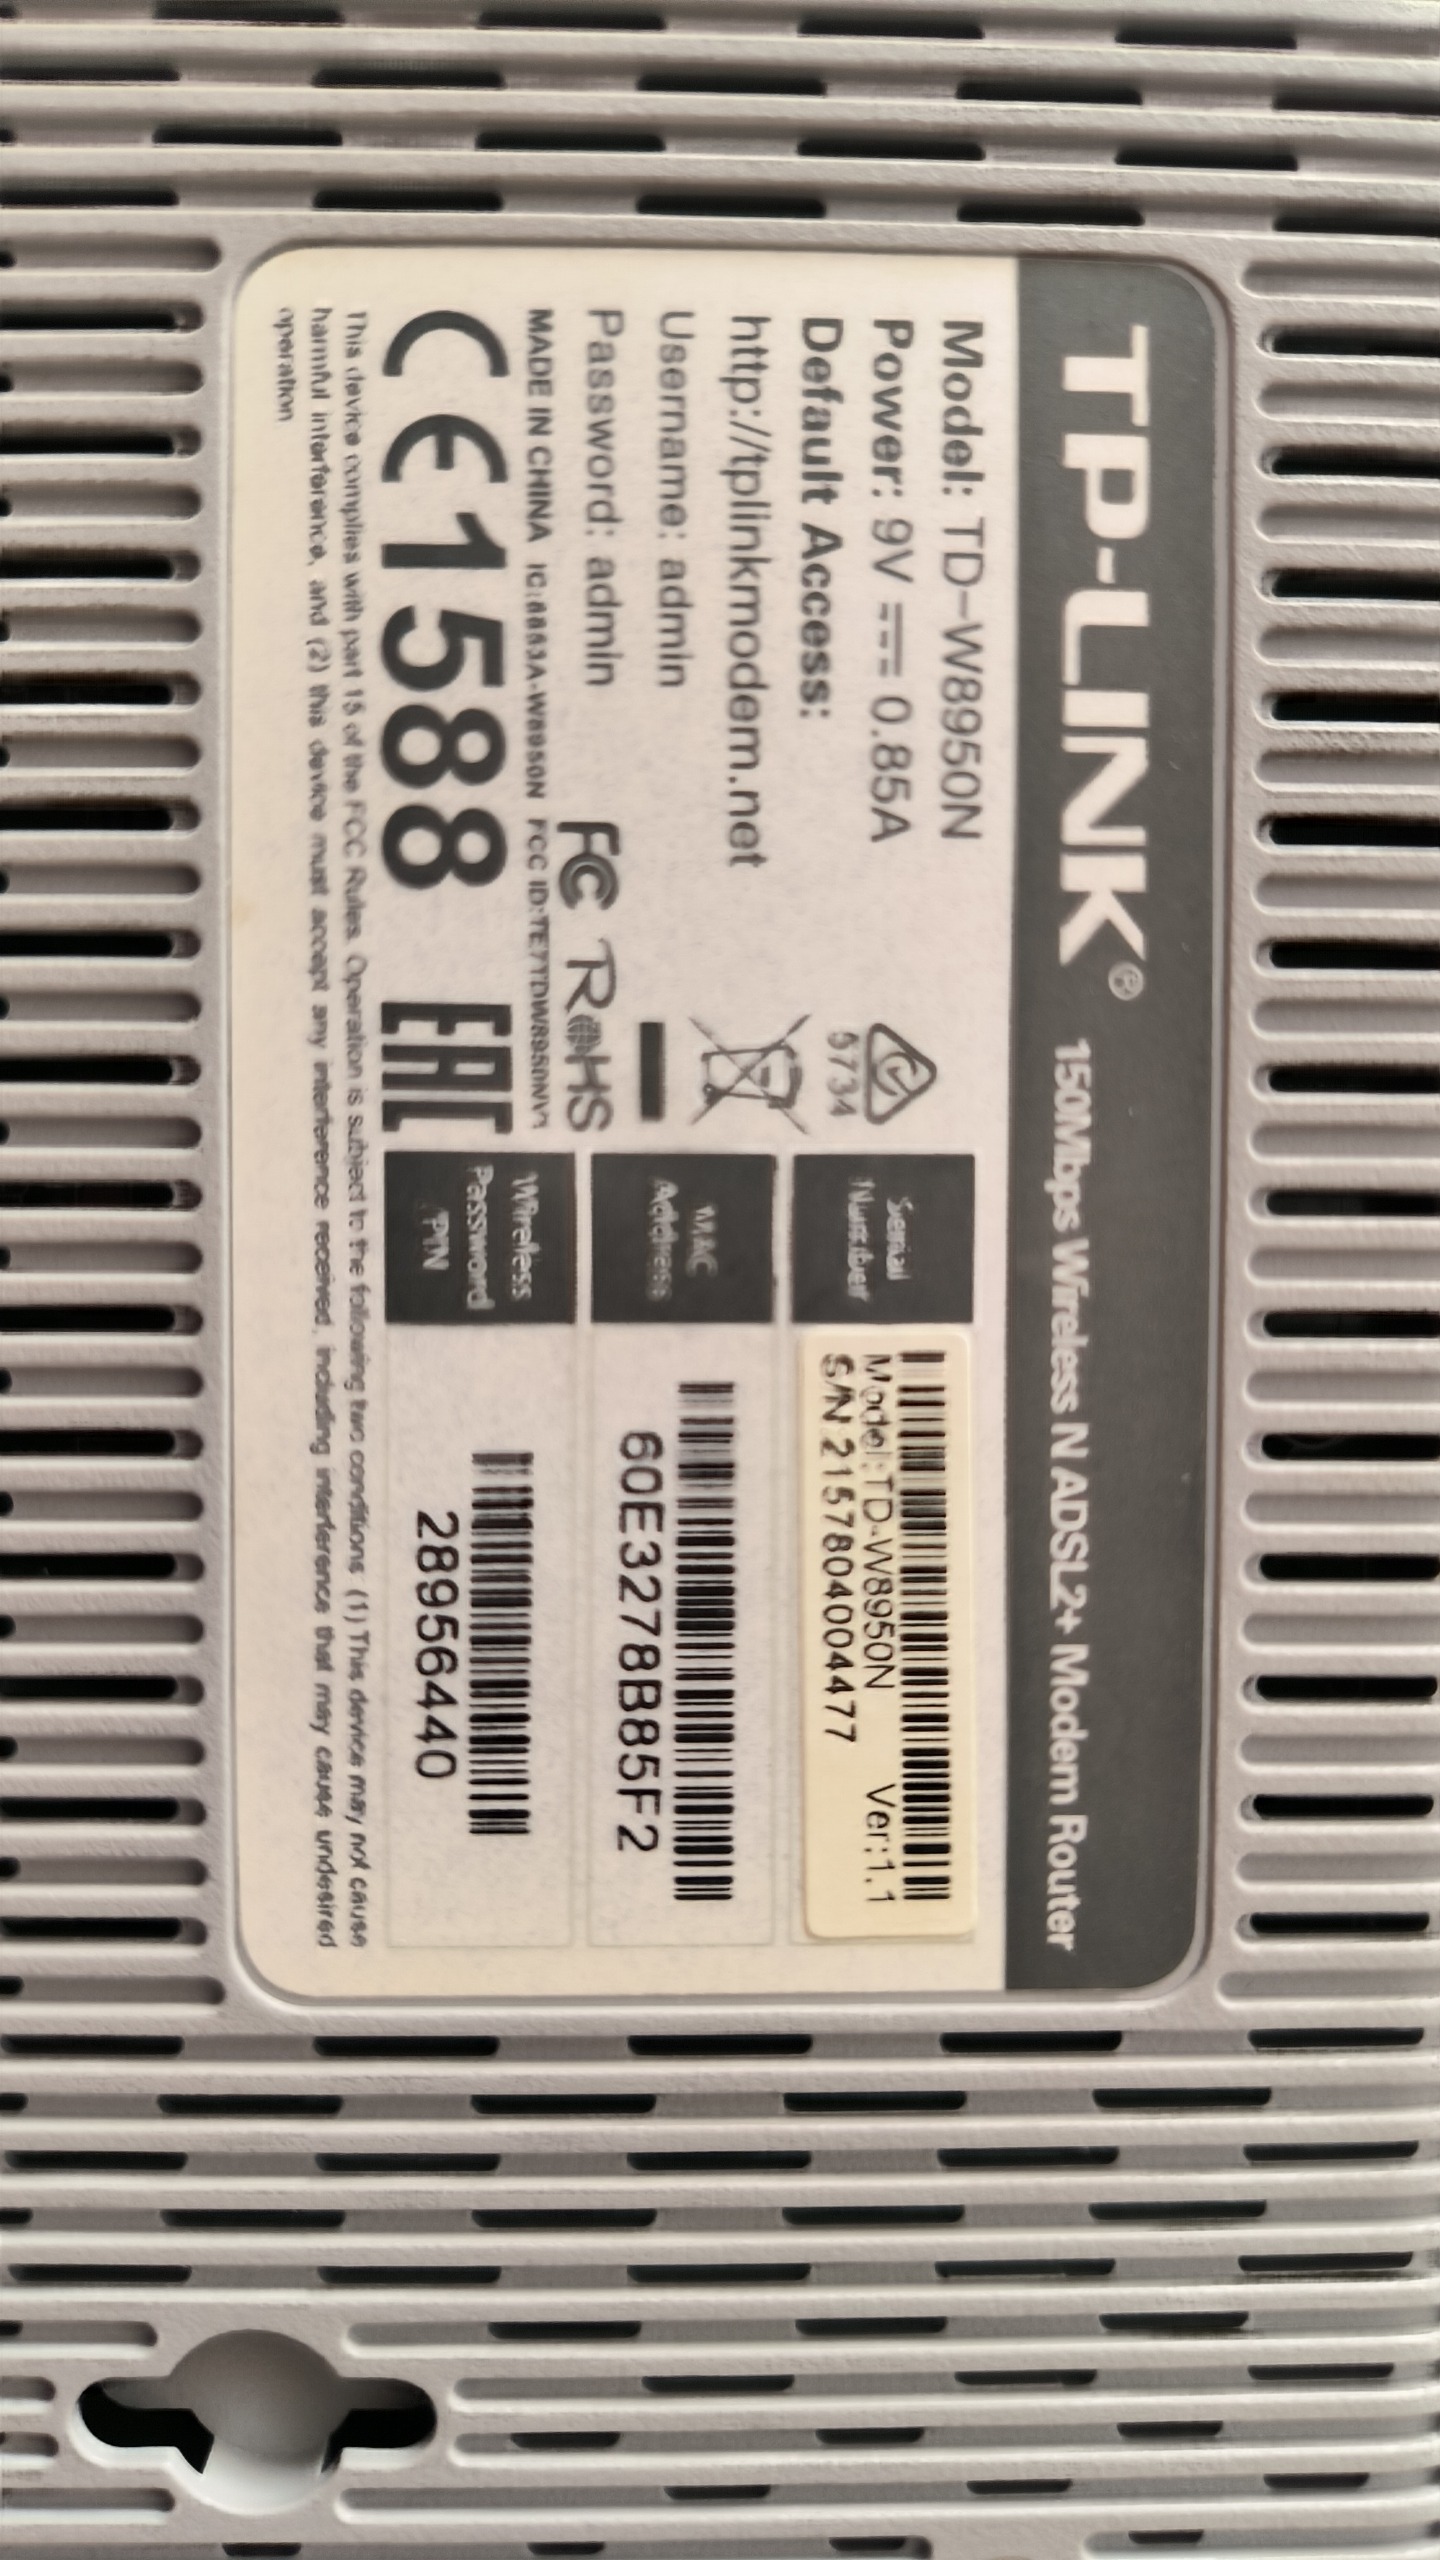 TP-LINK® 150Mbps Wireless N ADSL2+ Modem Router
Model: TD-W8950N
Power: 9V ⎓ 0.85A
Default Access:
http://tplinkmodem.net
Username: admin
Password: admin
MADE IN CHINA IC:8853A-W8950N FCC ID:TE7TDW8950NV1
CE1588
FC RoHS
5734
EAC
Serial
Number
Model:TD-W8950N Ver:1.1
S/N 2157804004477
MAC
Address
60E3278B85F2
Wireless
Password
/PIN
28956440
This device complies with part 15 of the FCC Rules. Operation is subject to the following two conditions (1) This device may not cause
harmful interference, and (2) this device must accept any interference received, including interference that may cause undesired
operation